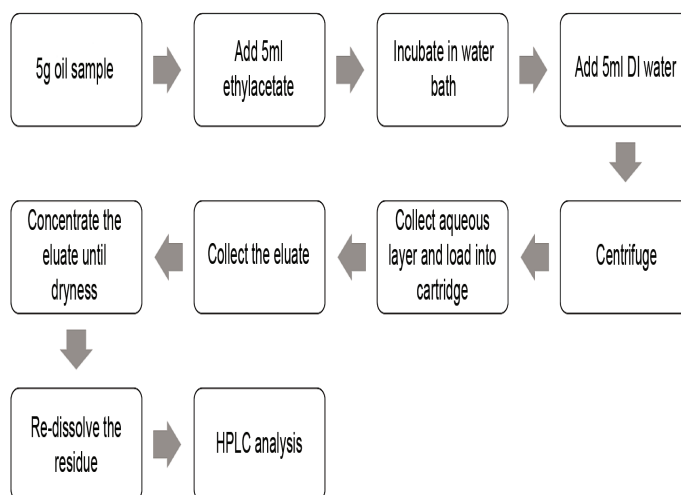 5g oil sample
Add 5ml
ethylacetate
Incubate in water
bath
Add 5ml DI water
Centrifuge
Collect aqueous
layer and load into
cartridge
Collect the eluate
Concentrate the
eluate until
dryness
Re-dissolve the
residue
HPLC analysis